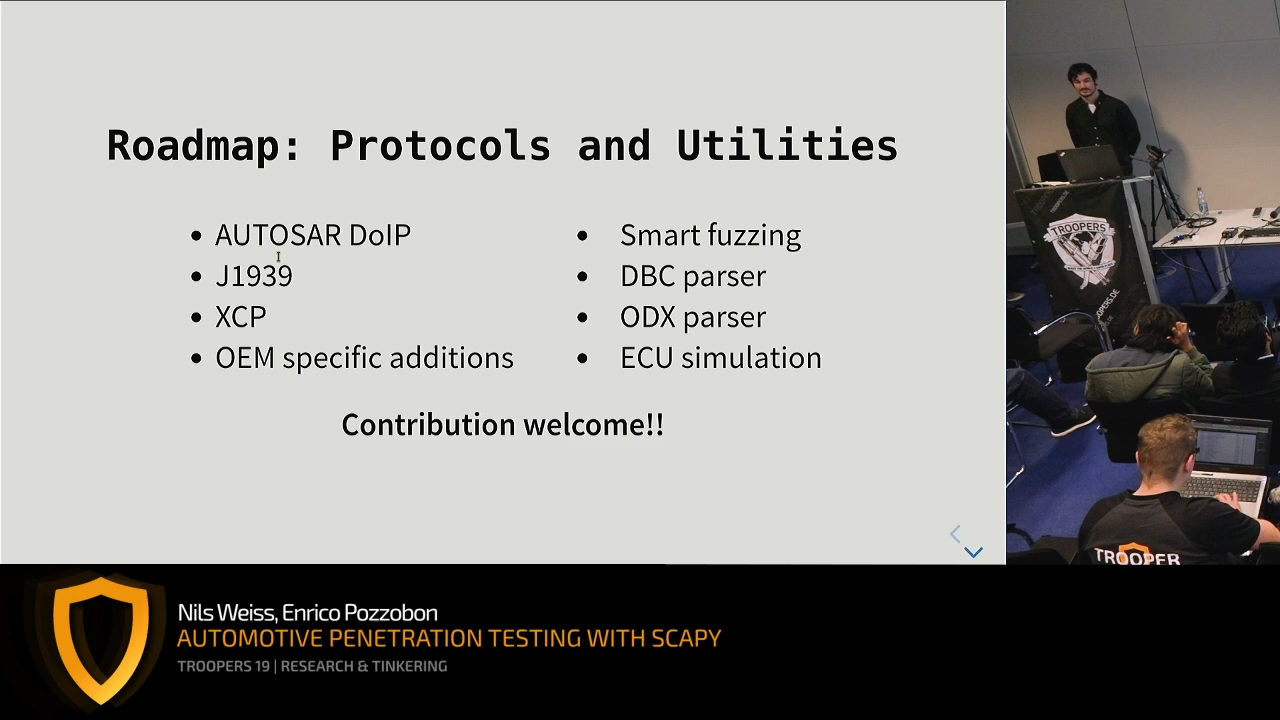 Roadmap: Protocols and Utilities
AUTOSAR DoIP
J1939
XCP
OEM specific additions
Smart fuzzing
DBC parser
ODX parser
ECU simulation
Contribution welcome!!
TROOPERS
TROOPER
Nils Weiss, Enrico Pozzobon
AUTOMOTIVE PENETRATION TESTING WITH SCAPY
TROOPERS 19 | RESEARCH & TINKERING